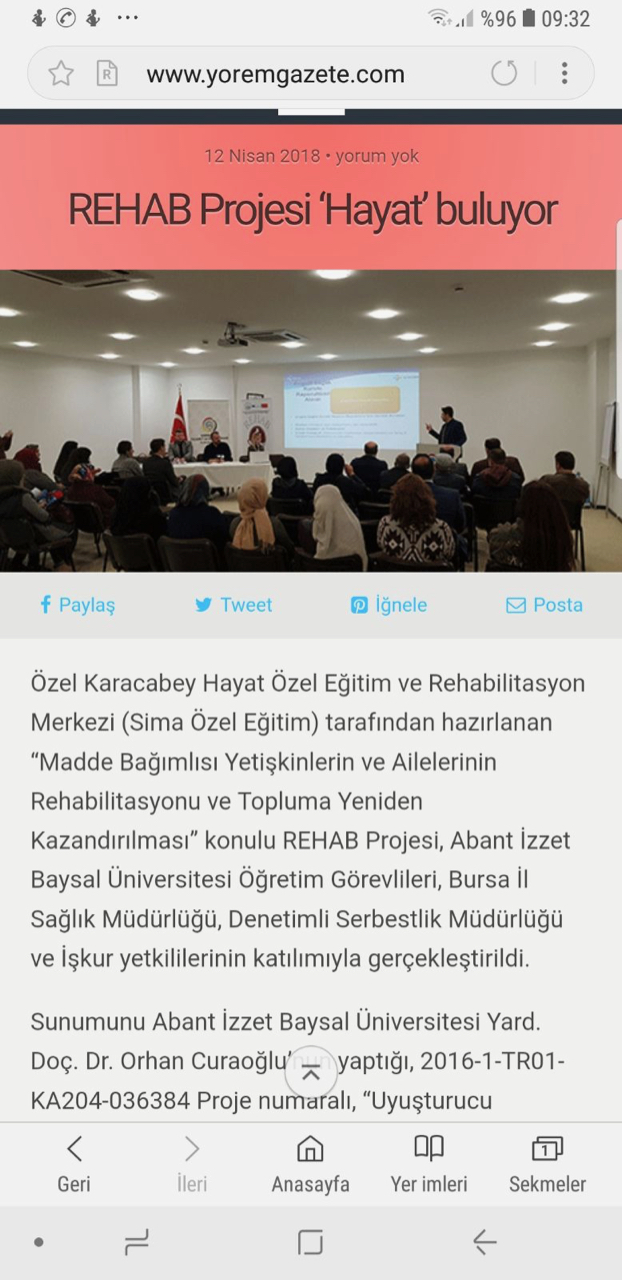 %96 09:32
www.yoremgazete.com
12 Nisan 2018 • yorum yok
REHAB Projesi ‘Hayat’ buluyor
REHAB
Paylaş Tweet İğnele Posta
Özel Karacabey Hayat Özel Eğitim ve Rehabilitasyon
Merkezi (Sima Özel Eğitim) tarafından hazırlanan
“Madde Bağımlısı Yetişkinlerin ve Ailelerinin
Rehabilitasyonu ve Topluma Yeniden
Kazandırılması” konulu REHAB Projesi, Abant İzzet
Baysal Üniversitesi Öğretim Görevlileri, Bursa İl
Sağlık Müdürlüğü, Denetimli Serbestlik Müdürlüğü
ve İşkur yetkililerinin katılımıyla gerçekleştirildi.
Sunumunu Abant İzzet Baysal Üniversitesi Yard.
Doç. Dr. Orhan Curaoğlu’nun yaptığı, 2016-1-TR01-
KA204-036384 Proje numaralı, “Uyuşturucu
1
Geri İleri Anasayfa Yer imleri Sekmeler